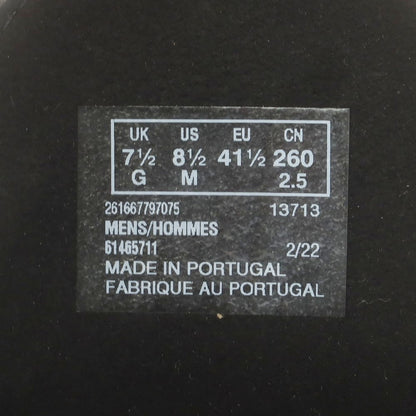 UK US EU CN
7½ 8½ 41½ 260
G M 2.5
261667797075 13713
MENS/HOMMES
61465711 2/22
MADE IN PORTUGAL
FABRIQUE AU PORTUGAL